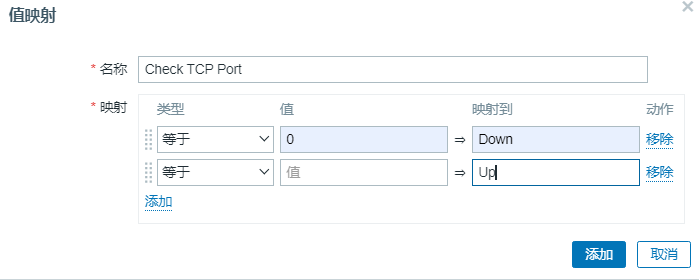 值映射
* 名称 Check TCP Port
* 映射 类型 值 映射到 动作
等于 0 ⇒ Down 移除
等于 值 ⇒ Up 移除
添加
添加 取消